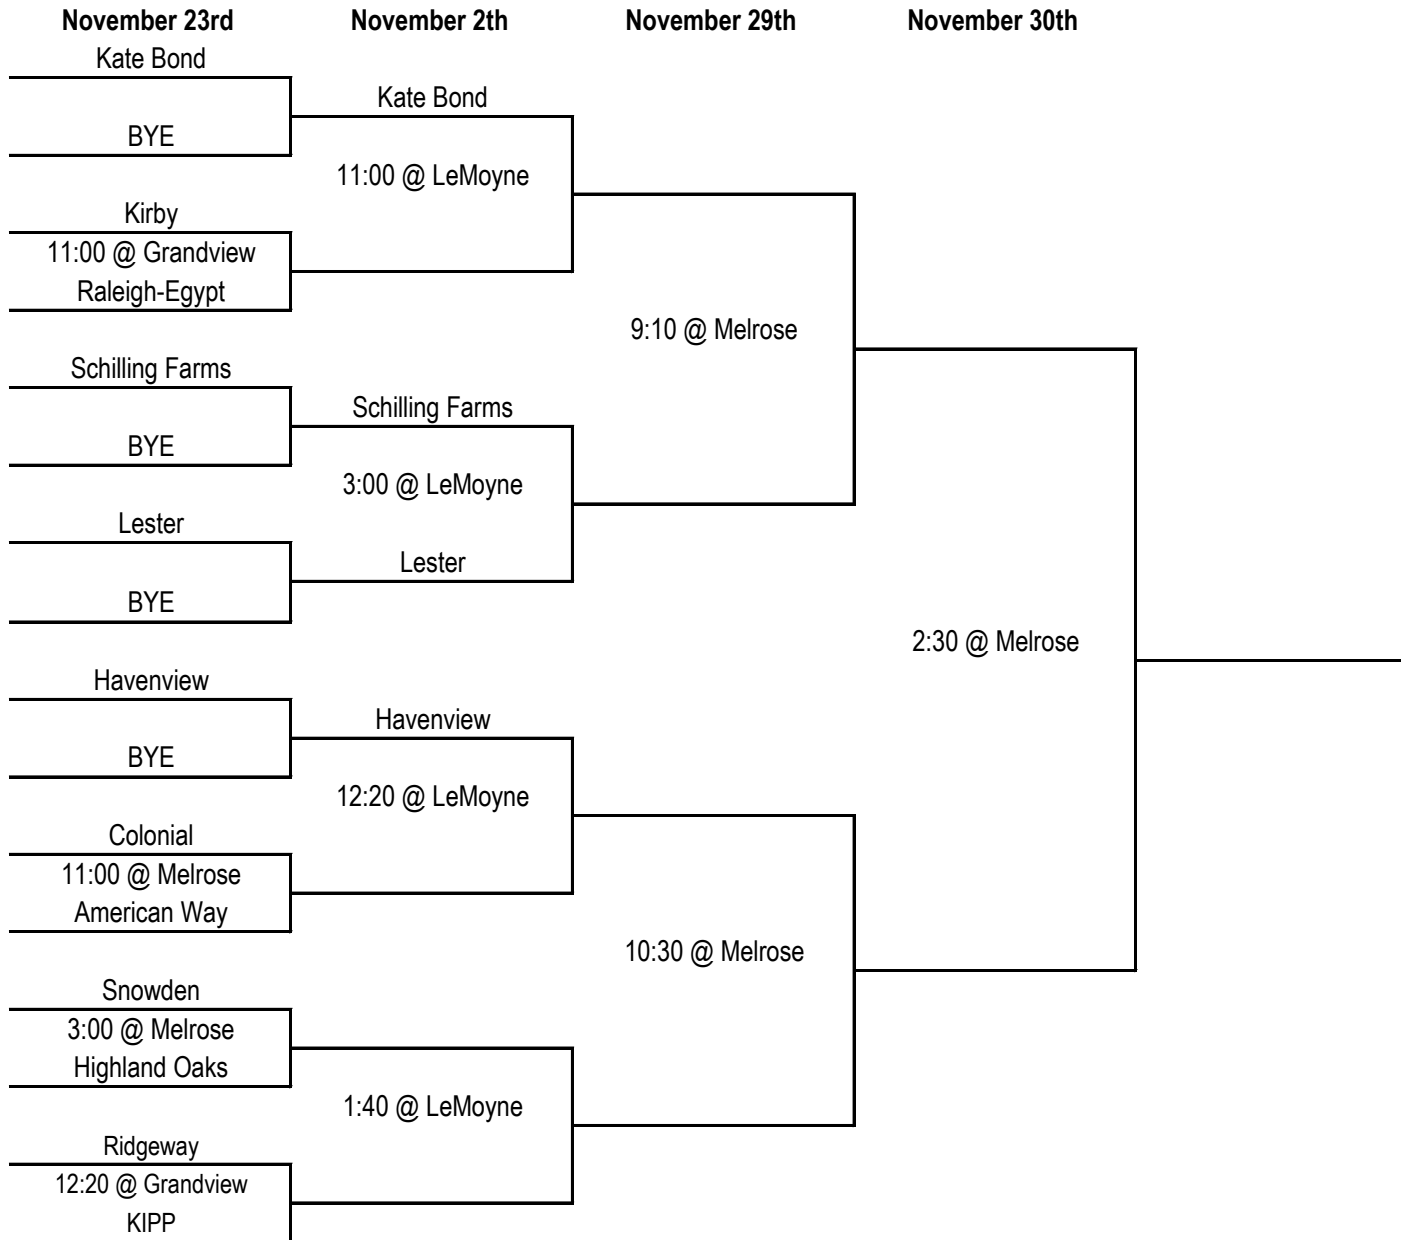 November 23rd November 2th November 29th November 30th
Kate Bond
Kate Bond
BYE
11:00 @ LeMoyne
Kirby
11:00 @ Grandview
Raleigh-Egypt
9:10 @ Melrose
Schilling Farms
Schilling Farms
BYE
3:00 @ LeMoyne
Lester
Lester
BYE
2:30 @ Melrose
Havenview
Havenview
BYE
12:20 @ LeMoyne
Colonial
11:00 @ Melrose
American Way
10:30 @ Melrose
Snowden
3:00 @ Melrose
Highland Oaks
1:40 @ LeMoyne
Ridgeway
12:20 @ Grandview
KIPP